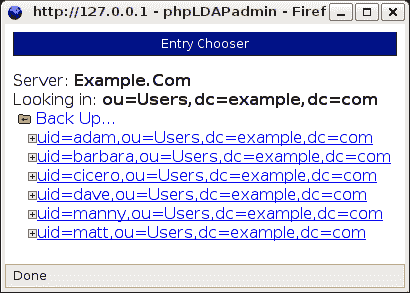 http://127.0.0.1 - phpLDAPadmin - Firef
Entry Chooser
Server: Example.Com
Looking in: ou=Users,dc=example,dc=com
Back Up...
uid=adam,ou=Users,dc=example,dc=com
uid=barbara,ou=Users,dc=example,dc=com
uid=cicero,ou=Users,dc=example,dc=com
uid=dave,ou=Users,dc=example,dc=com
uid=manny,ou=Users,dc=example,dc=com
uid=matt,ou=Users,dc=example,dc=com
Done